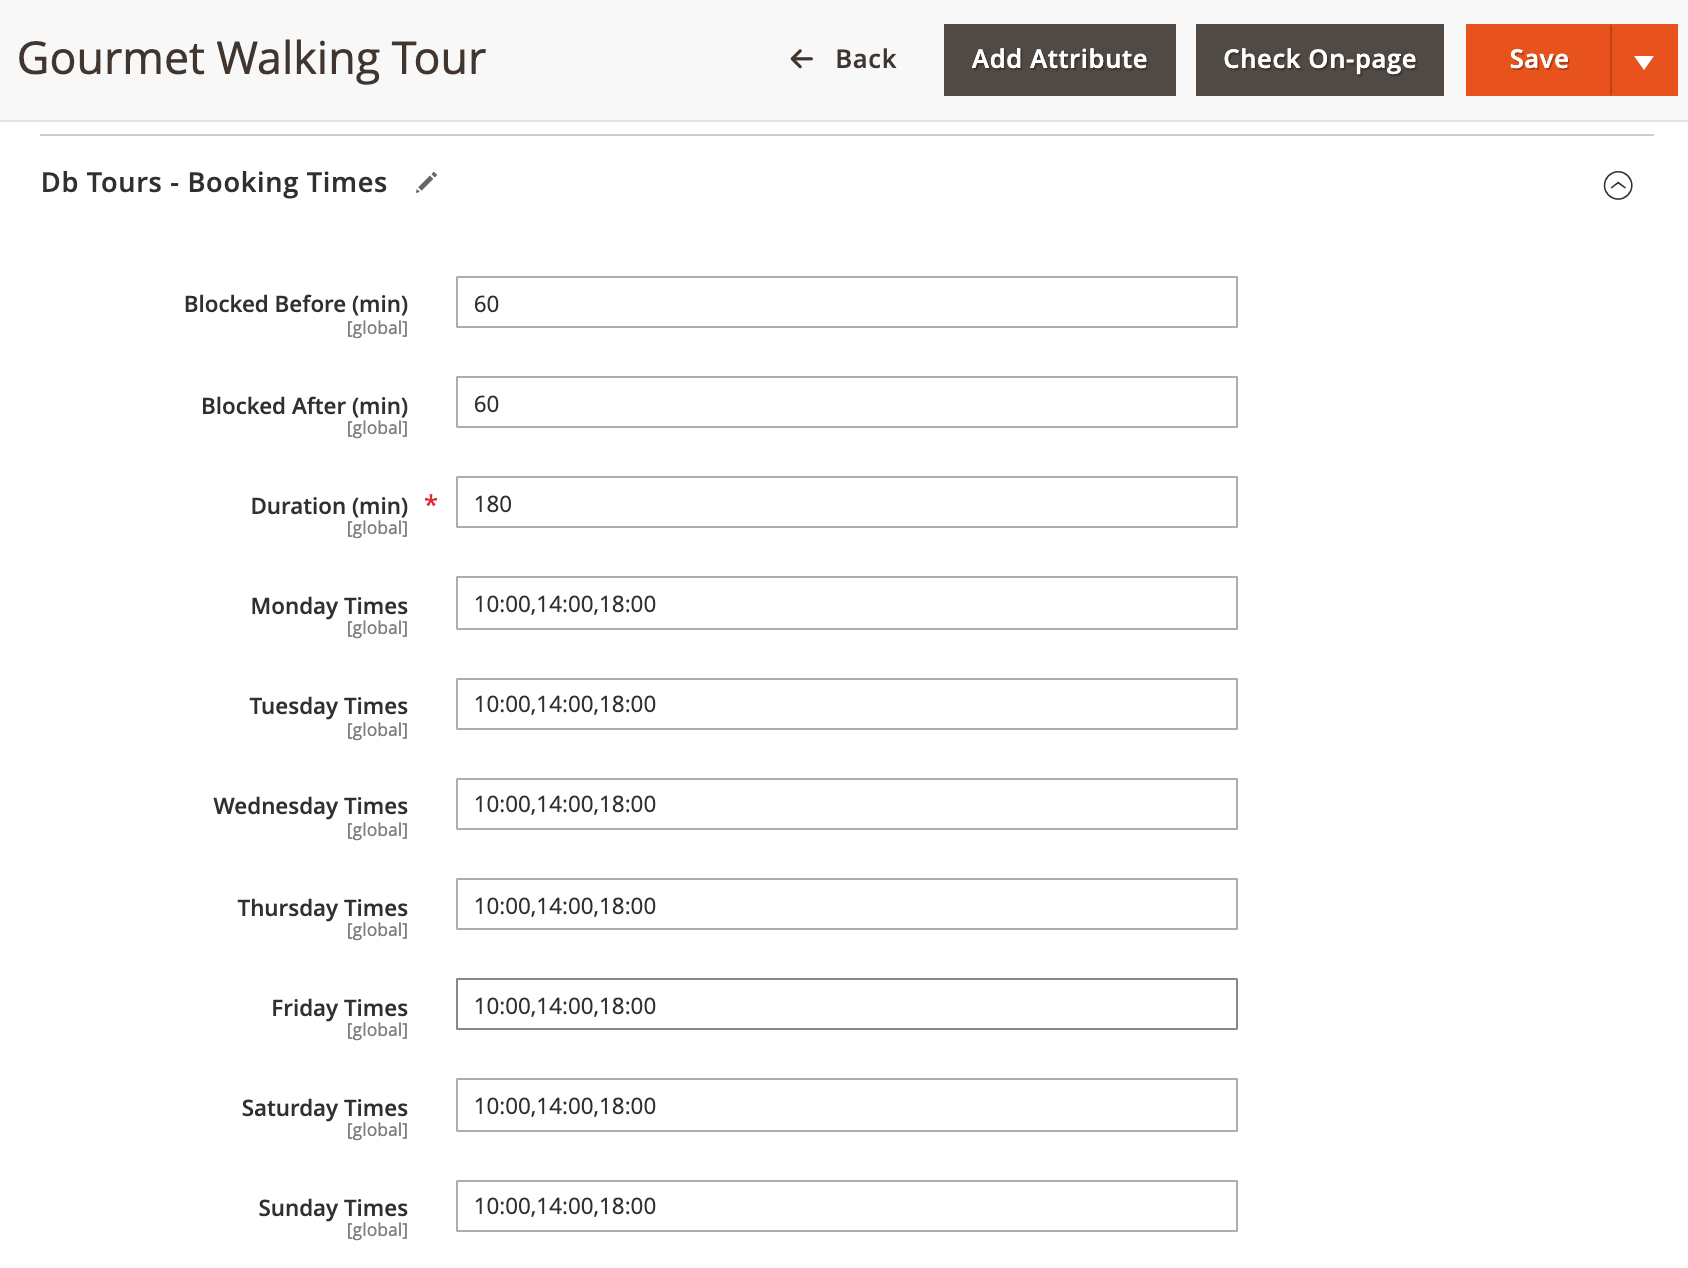 Gourmet Walking Tour
Back
Add Attribute
Check On-page
Save
Db Tours - Booking Times
Blocked Before (min)
[global]
60
Blocked After (min)
[global]
60
Duration (min) *
[global]
180
Monday Times
[global]
10:00,14:00,18:00
Tuesday Times
[global]
10:00,14:00,18:00
Wednesday Times
[global]
10:00,14:00,18:00
Thursday Times
[global]
10:00,14:00,18:00
Friday Times
[global]
10:00,14:00,18:00
Saturday Times
[global]
10:00,14:00,18:00
Sunday Times
[global]
10:00,14:00,18:00